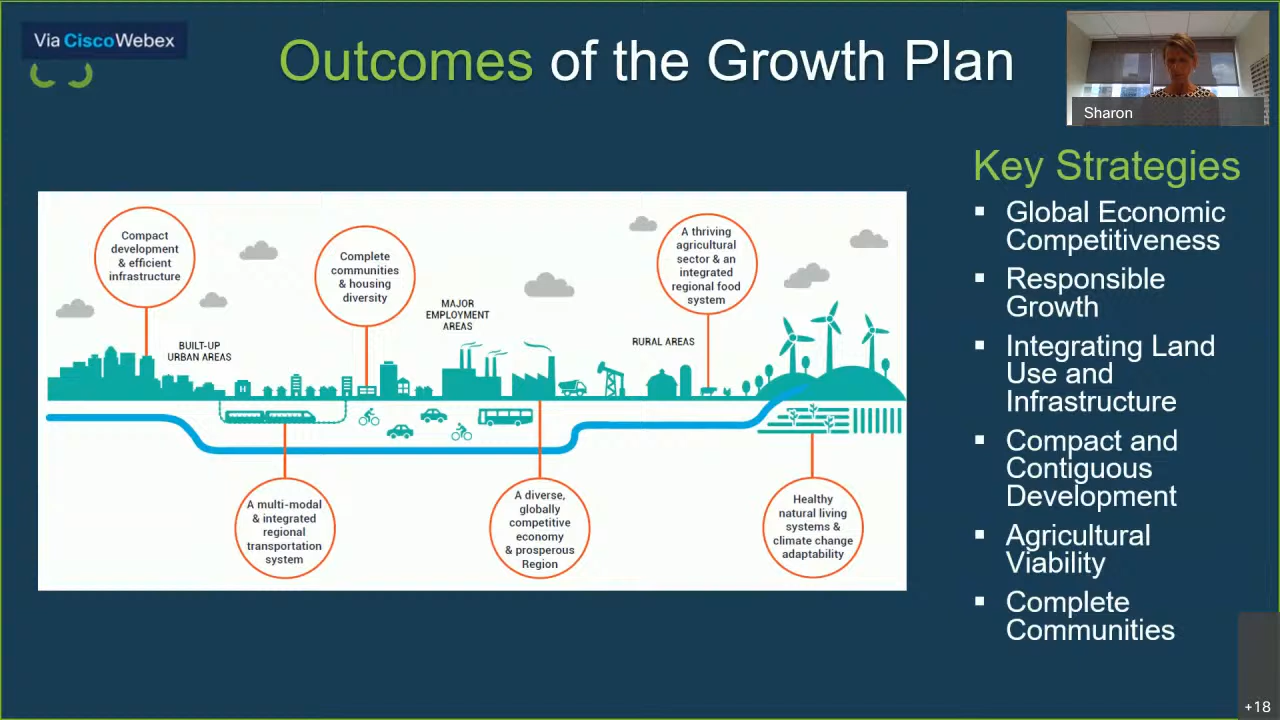 Via CiscoWebex
Outcomes of the Growth Plan
Sharon
Key Strategies
Global Economic
Competitiveness
Responsible
Growth
Integrating Land
Use and
Infrastructure
Compact and
Contiguous
Development
Agricultural
Viability
Complete
Communities
Compact
development
& efficient
infrastructure
Complete
communities
& housing
diversity
A thriving
agricultural
sector & an
integrated
regional food
system
BUILT-UP
URBAN AREAS
MAJOR
EMPLOYMENT
AREAS
RURAL AREAS
H
A multi-modal
& integrated
regional
transportation
system
A diverse,
globally
competitive
economy
& prosperous
Region
Healthy
natural living
systems &
climate change
adaptability
+18